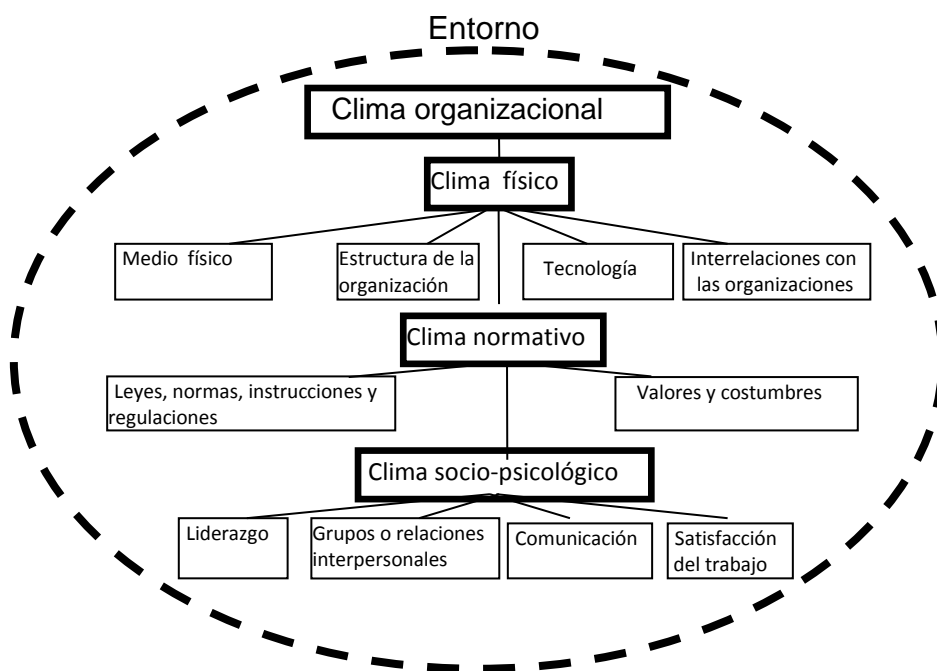 Entorno
Clima organizacional
Clima físico
Medio físico
Estructura de la
organización
Tecnología
Interrelaciones con
las organizaciones
Clima normativo
Leyes, normas, instrucciones y
regulaciones
Valores y costumbres
Clima socio-psicológico
Liderazgo
Grupos o relaciones
interpersonales
Comunicación
Satisfacción
del trabajo